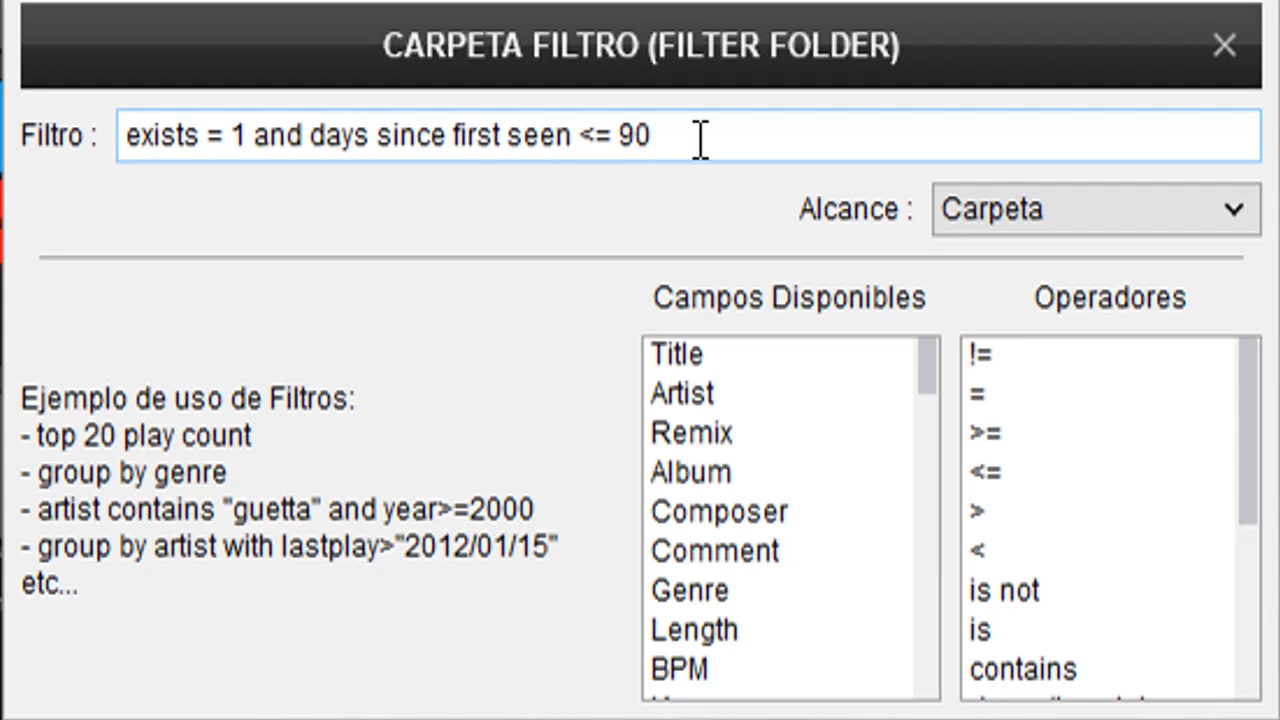 CARPETA FILTRO (FILTER FOLDER)
Filtro : exists = 1 and days since first seen <= 90
Alcance : Carpeta
Campos Disponibles
Operadores
Ejemplo de uso de Filtros:
- top 20 play count
- group by genre
- artist contains "guetta" and year>=2000
- group by artist with lastplay>"2012/01/15"
etc...
Title
Artist
Remix
Album
Composer
Comment
Genre
Length
BPM
!=
=
>=
<=
>
<
is not
is
contains